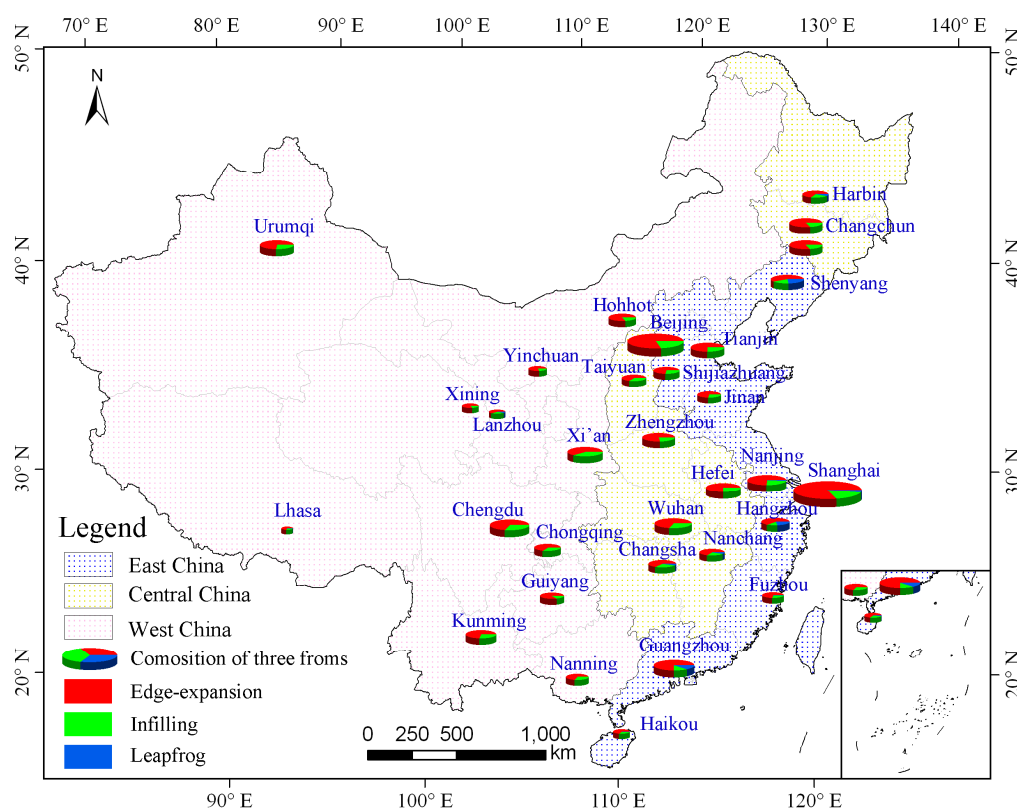 70° E 80° E 90° E 100° E 110° E 120° E 130° E 140° E
50° N
50° N
N
Harbin
Urumqi
Changchun
40° N
40° N
Shenyang
Hohhot
Beijing
Tianjin
Yinchuan
Taiyuan
Shijiazhuang
Xining
Jinan
Lanzhou
Zhengzhou
Xi'an
30° N
30° N
Nanjing
Hefei
Shanghai
Lhasa
Chengdu
Wuhan
Hangzhou
Chongqing
Nanchang
Changsha
Guiyang
Fuzhou
Kunming
Guangzhou
Nanning
20° N
20° N
Haikou
Legend
East China
Central China
West China
Comosition of three froms
Edge-expansion
Infilling
Leapfrog
0 250 500 1,000
km
90° E 100° E 110° E 120° E